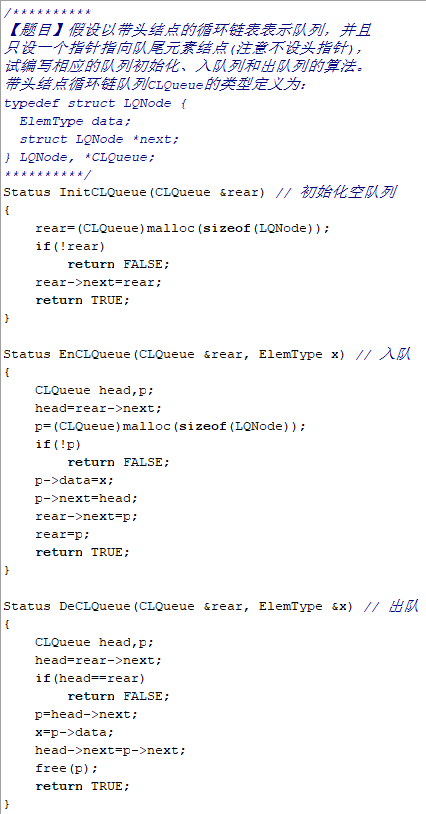 /**********
【题目】假设以带头结点的循环链表表示队列，并且
只设一个指针指向队尾元素结点(注意不设头指针)，
试编写相应的队列初始化、入队列和出队列的算法。
带头结点循环链队列CLQueue的类型定义为：
typedef struct LQNode {
  ElemType data;
  struct LQNode *next;
} LQNode, *CLQueue;
**********/
Status InitCLQueue(CLQueue &rear) // 初始化空队列
{
    rear=(CLQueue)malloc(sizeof(LQNode));
    if(!rear)
        return FALSE;
    rear->next=rear;
    return TRUE;
}

Status EnCLQueue(CLQueue &rear, ElemType x) // 入队
{
    CLQueue head,p;
    head=rear->next;
    p=(CLQueue)malloc(sizeof(LQNode));
    if(!p)
        return FALSE;
    p->data=x;
    p->next=head;
    rear->next=p;
    rear=p;
    return TRUE;
}

Status DeCLQueue(CLQueue &rear, ElemType &x) // 出队
{
    CLQueue head,p;
    head=rear->next;
    if(head==rear)
        return FALSE;
    p=head->next;
    x=p->data;
    head->next=p->next;
    free(p);
    return TRUE;
}